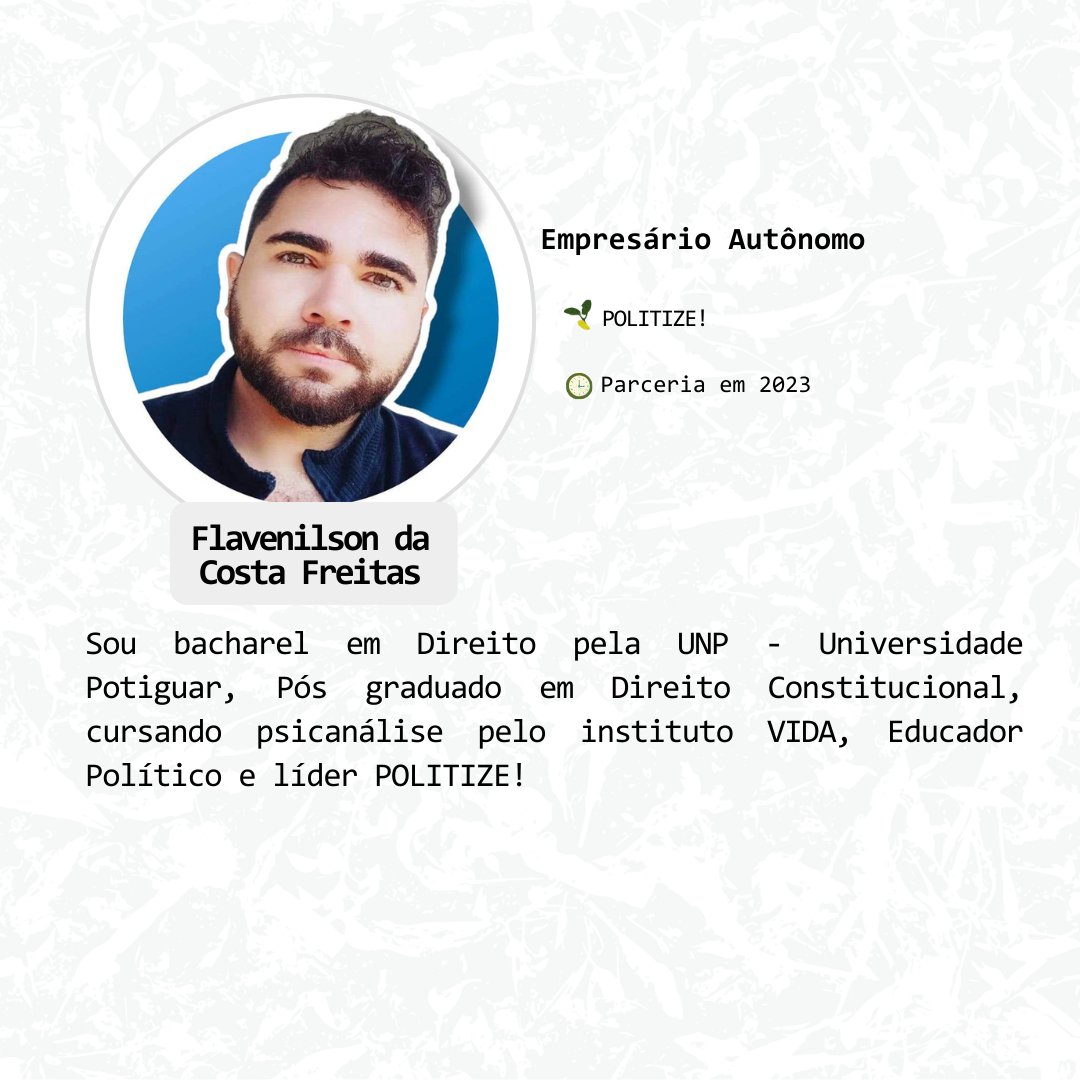 Empresário Autônomo
POLITIZE!
Parceria em 2023
Flavenilson da
Costa Freitas
Sou bacharel em Direito pela UNP - Universidade
Potiguar, Pós graduado em Direito Constitucional,
cursando psicanálise pelo instituto VIDA, Educador
Político e líder POLITIZE!